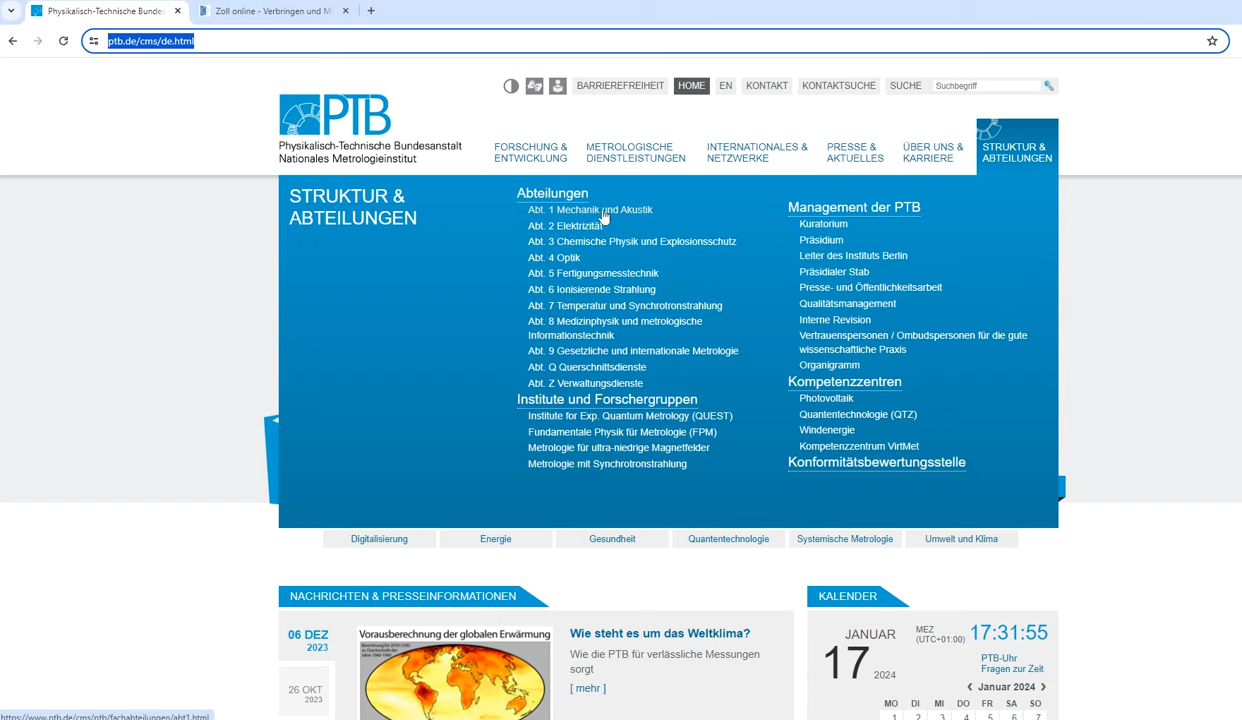 Physikalisch-Technische Bundes
Zoll online - Verbringen und M
ptb.de/cms/de.html
BARRIEREFREIHEIT HOME EN KONTAKT KONTAKTSUCHE SUCHE Suchbegriff
PTB
Physikalisch-Technische Bundesanstalt
Nationales Metrologieinstitut
FORSCHUNG &
ENTWICKLUNG
METROLOGISCHE
DIENSTLEISTUNGEN
INTERNATIONALES &
NETZWERKE
PRESSE &
AKTUELLES
ÜBER UNS &
KARRIERE
STRUKTUR &
ABTEILUNGEN
STRUKTUR &
ABTEILUNGEN
Abteilungen
Abt. 1 Mechanik und Akustik
Abt. 2 Elektrizität
Abt. 3 Chemische Physik und Explosionsschutz
Abt. 4 Optik
Abt. 5 Fertigungsmesstechnik
Abt. 6 Ionisierende Strahlung
Abt. 7 Temperatur und Synchrotronstrahlung
Abt. 8 Medizinphysik und metrologische
Informationstechnik
Abt. 9 Gesetzliche und internationale Metrologie
Abt. Q Querschnittsdienste
Abt. Z Verwaltungsdienste
Institute und Forschergruppen
Institute for Exp. Quantum Metrology (QUEST)
Fundamentale Physik für Metrologie (FPM)
Metrologie für ultra-niedrige Magnetfelder
Metrologie mit Synchrotronstrahlung
Management der PTB
Kuratorium
Präsidium
Leiter des Instituts Berlin
Präsidialer Stab
Presse- und Öffentlichkeitsarbeit
Qualitätsmanagement
Interne Revision
Vertrauenspersonen / Ombudspersonen für die gute
wissenschaftliche Praxis
Organigramm
Kompetenzzentren
Photovoltaik
Quantentechnologie (QTZ)
Windenergie
Kompetenzzentrum VirtMet
Konformitätsbewertungsstelle
Digitalisierung Energie Gesundheit Quantentechnologie Systemische Metrologie Umwelt und Klima
NACHRICHTEN & PRESSEINFORMATIONEN
06 DEZ
2023
26 OKT
2023
Vorausberechnung der globalen Erwärmung
Wie steht es um das Weltklima?
Wie die PTB für verlässliche Messungen
sorgt
[ mehr ]
KALENDER
JANUAR
17 2024
MEZ
(UTC+01:00)
17:31:55
PTB-Uhr
Fragen zur Zeit
Januar 2024
MO DI MI DO FR SA SO
1 2 3 4 5 6 7
https://www.ptb.de/cms/ptb/fachabteilungen/abt1.html